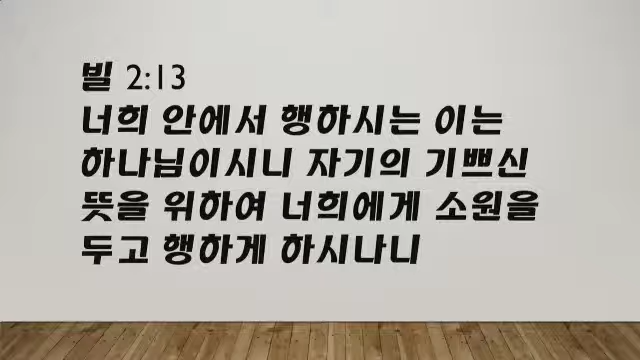 빌 2:13
너희 안에서 행하시는 이는
하나님이시니 자기의 기쁘신
뜻을 위하여 너희에게 소원을
두고 행하게 하시나니